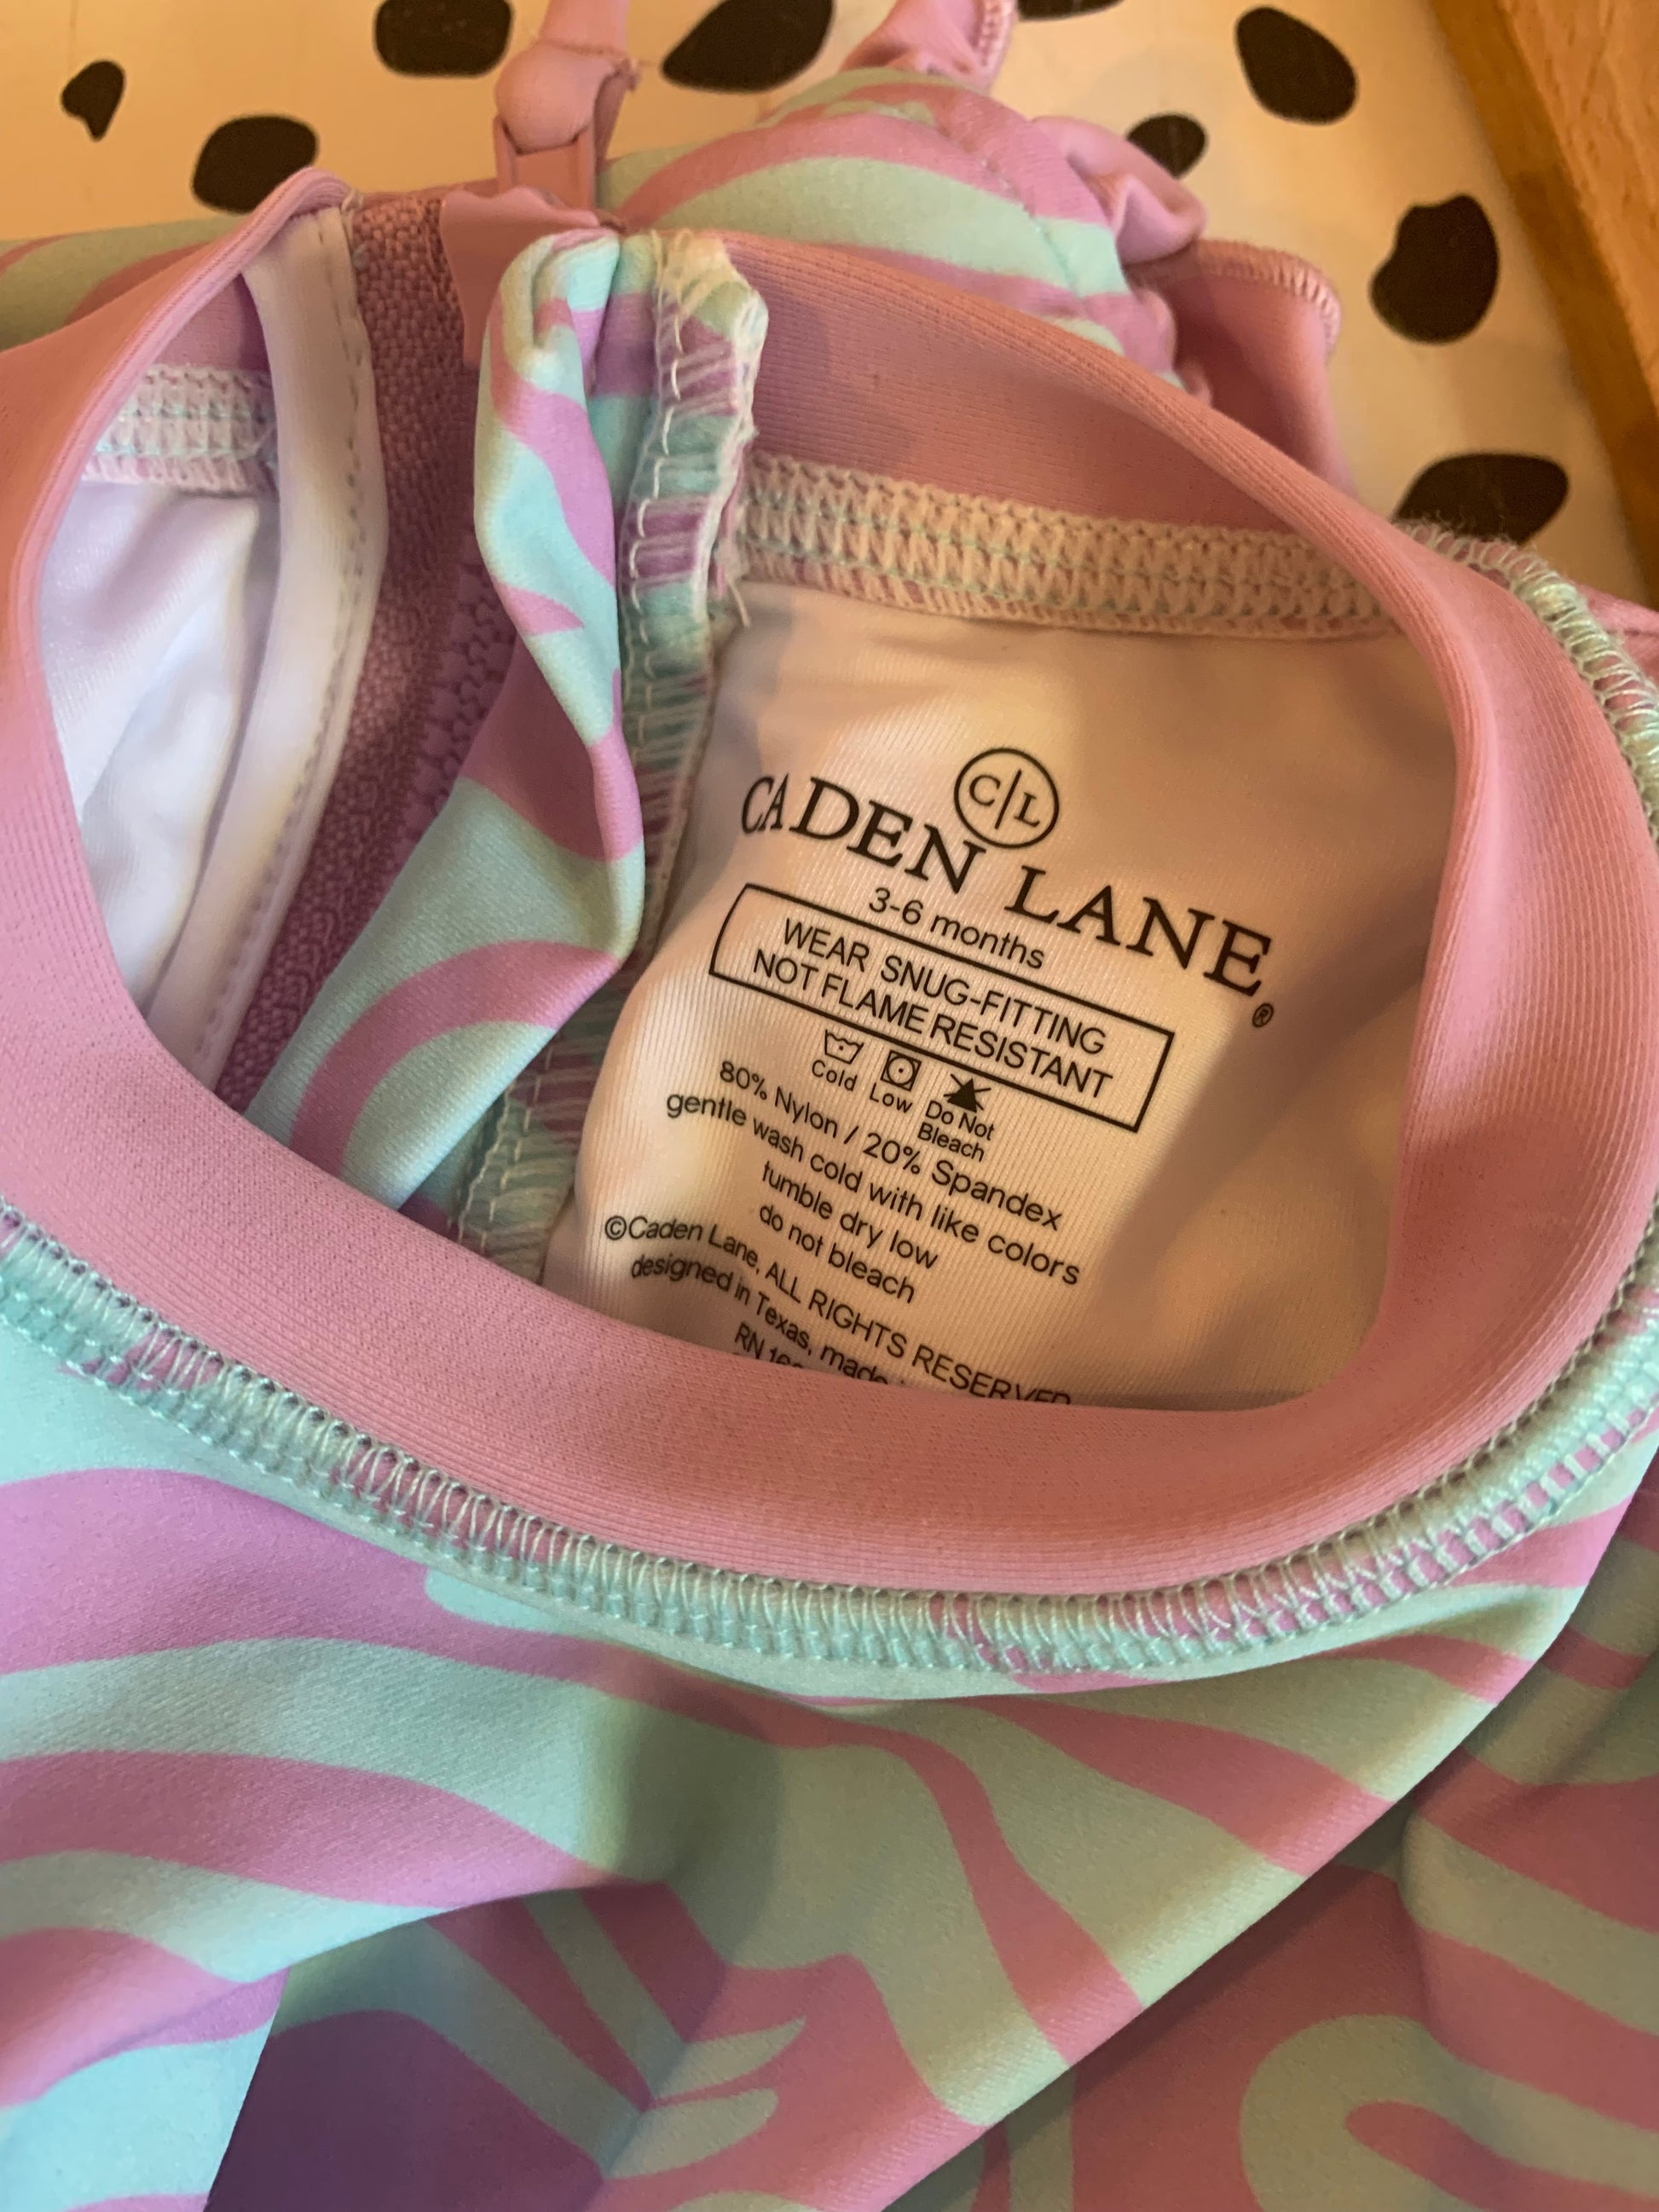 C|L
CADEN LANE®
3-6 months
WEAR SNUG-FITTING
NOT FLAME RESISTANT
Cold
Low
Do Not
Bleach
80% Nylon / 20% Spandex
gentle wash cold with like colors
tumble dry low
do not bleach
©Caden Lane, ALL RIGHTS RESERVED
designed in Texas, made
RN